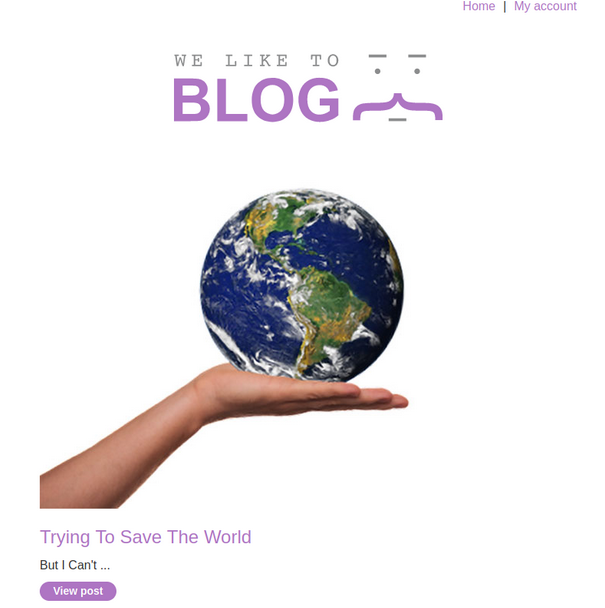 Home | My account
WE LIKE TO
BLOG
Trying To Save The World
But I Can't ...
View post